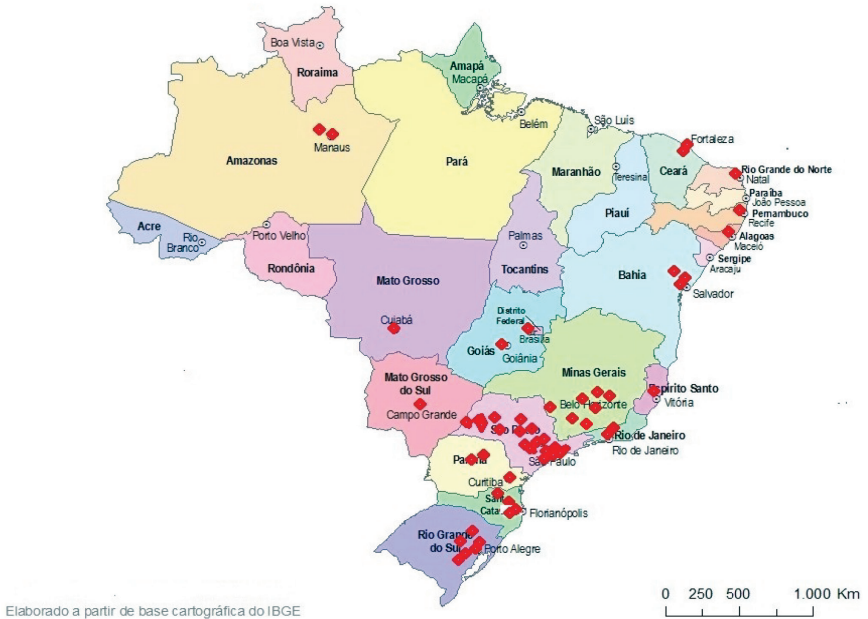 Boa Vista
Roraima
Amapá
Macapá
Belém
São Luís
Fortaleza
Manaus
Amazonas
Pará
Maranhão
Teresina
Ceará
Rio Grande do Norte
Natal
Paraíba
João Pessoa
Pernambuco
Recife
Piauí
Acre
Rio
Branco
Porto Velho
Rondônia
Palmas
Tocantins
Alagoas
Maceió
Sergipe
Aracaju
Mato Grosso
Bahia
Salvador
Cuiabá
Distrito
Federal
Brasília
Goiás
Goiânia
Mato Grosso
do Sul
Campo Grande
Minas Gerais
Belo Horizonte
Espirito Santo
Vitória
São Paulo
São Paulo
Rio de Janeiro
Rio de Janeiro
Paraná
Curitiba
Santa
Cata
Florianópolis
Rio Grande
do Sul
Porto Alegre
0 250 500 1.000 Km
Elaborado a partir de base cartográfica do IBGE